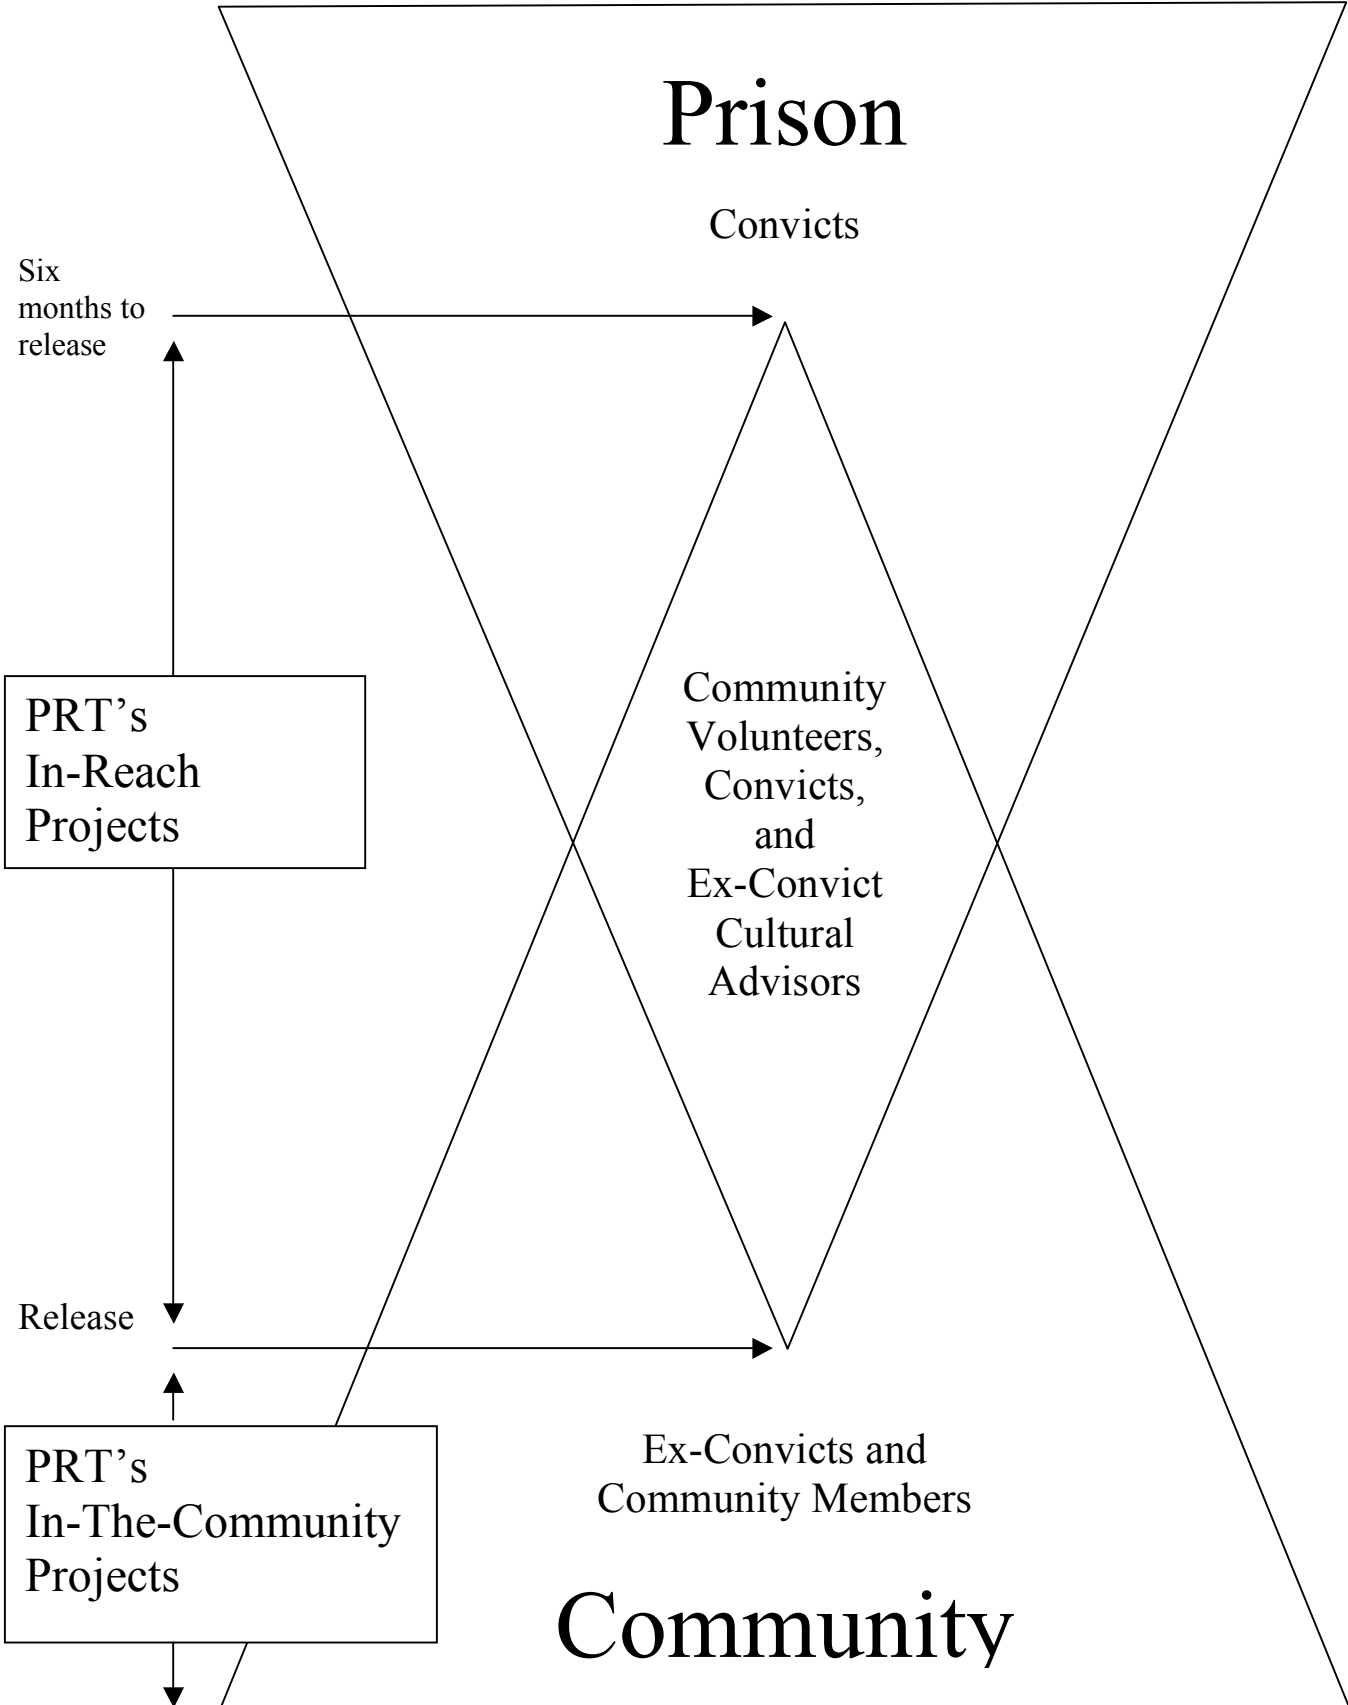 Prison
Convicts
Six
months to
release
PRT’s
In-Reach
Projects
Community
Volunteers,
Convicts,
and
Ex-Convict
Cultural
Advisors
Release
PRT’s
In-The-Community
Projects
Ex-Convicts and
Community Members
Community